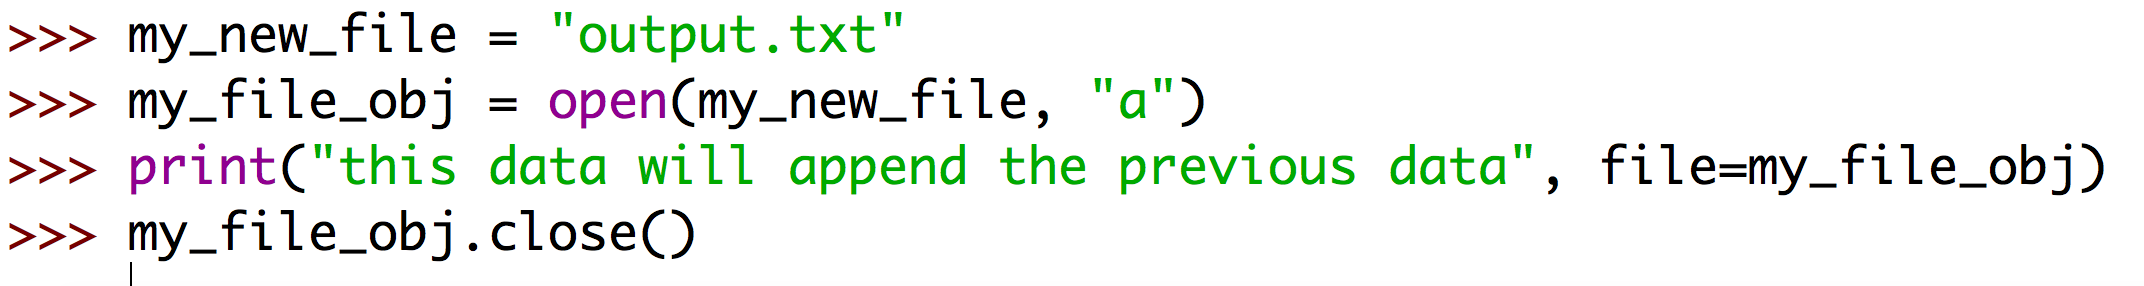 >>> my_new_file = "output.txt"
>>> my_file_obj = open(my_new_file, "a")
>>> print("this data will append the previous data", file=my_file_obj)
>>> my_file_obj.close()